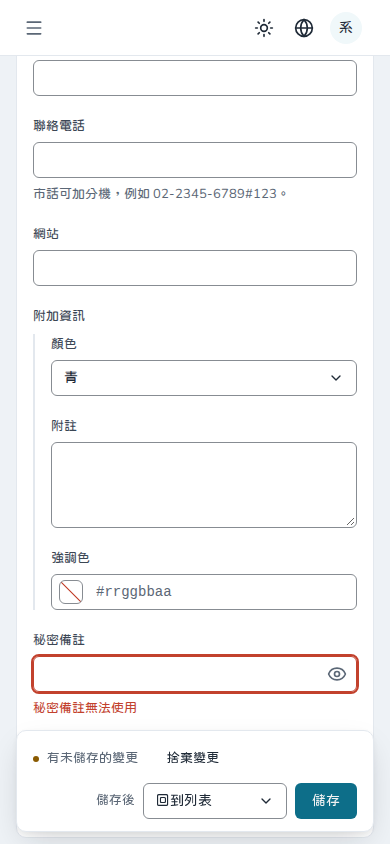 系
聯絡電話
市話可加分機，例如 02-2345-6789#123。
網站
附加資訊
顏色
青
附註
強調色
#rrggbbaa
秘密備註
秘密備註無法使用
有未儲存的變更 捨棄變更
儲存後 回到列表 儲存